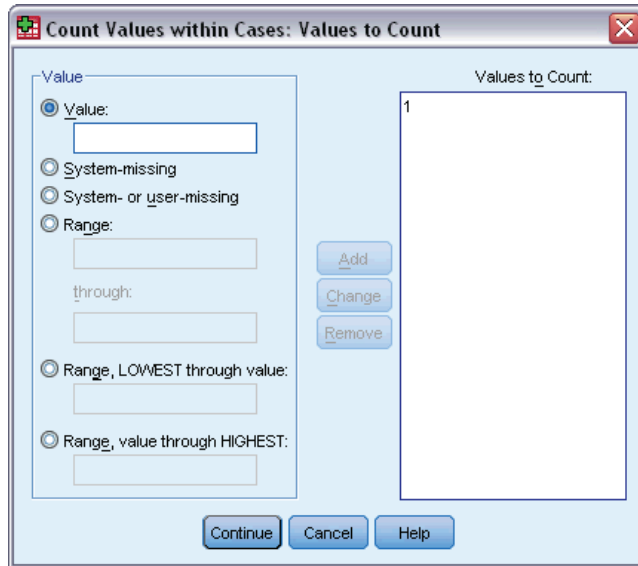 Count Values within Cases: Values to Count
Value
Value:
System-missing
System- or user-missing
Range:
through:
Range, LOWEST through value:
Range, value through HIGHEST:
Add
Change
Remove
Values to Count:
1
Continue
Cancel
Help